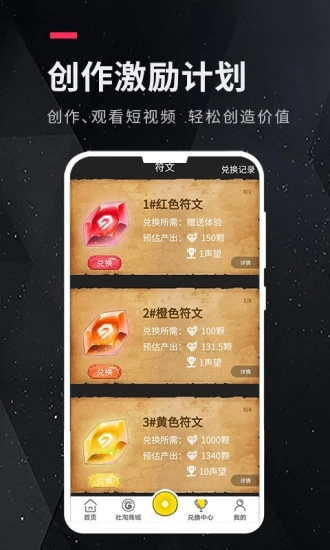 创作激励计划
创作、观看短视频 轻松创造价值
符文
兑换记录
1#红色符文
兑换所需：赠送体验
预估产出：150颗
1声望
兑换
详情
2#橙色符文
兑换所需：1000颗
预估产出：131.5颗
1声望
兑换
详情
3#黄色符文
兑换所需：1000颗
预估产出：1340颗
10声望
兑换
详情
首页 社淘商城 兑换中心 我的